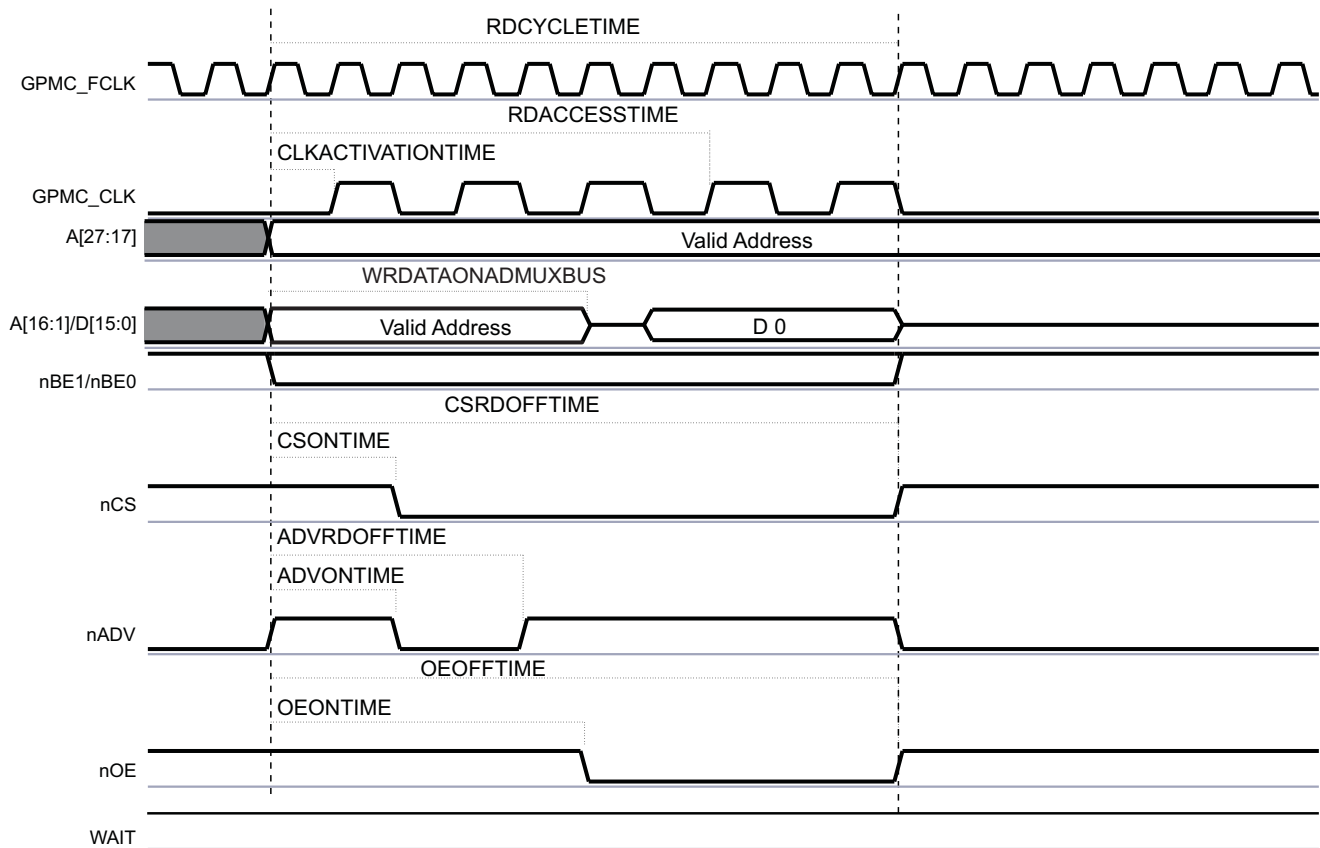 RDCYCLETIME
GPMC_FCLK
RDACCESSTIME
CLKACTIVATIONTIME
GPMC_CLK
A[27:17]
Valid Address
WRDATAONADMUXBUS
A[16:1]/D[15:0]
Valid Address
D 0
nBE1/nBE0
CSRDOFFTIME
CSONTIME
nCS
ADVRDOFFTIME
ADVONTIME
nADV
OEOFFTIME
OEONTIME
nOE
WAIT